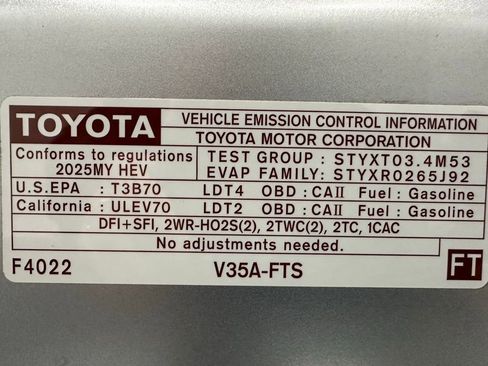 TOYOTA VEHICLE EMISSION CONTROL INFORMATION
TOYOTA MOTOR CORPORATION
Conforms to regulations TEST GROUP : STYXT03.4M53
2025MY HEV EVAP FAMILY: STYXR0265J92
U.S.EPA : T3B70 LDT4 OBD : CAII Fuel : Gasoline
California : ULEV70 LDT2 OBD : CAII Fuel : Gasoline
DFI+SFI, 2WR-HO2S(2), 2TWC(2), 2TC, 1CAC
No adjustments needed.
F4022 V35A-FTS FT